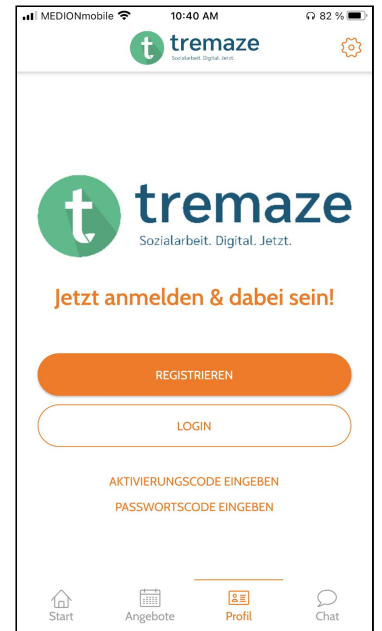 MEDIONmobile 10:40 AM 82 %
tremaze
Sozialarbeit. Digital. Jetzt.
tremaze
Sozialarbeit. Digital. Jetzt.
Jetzt anmelden & dabei sein!
REGISTRIEREN
LOGIN
AKTIVIERUNGSCODE EINGEBEN
PASSWORTSCODE EINGEBEN
Start Angebote Profil Chat